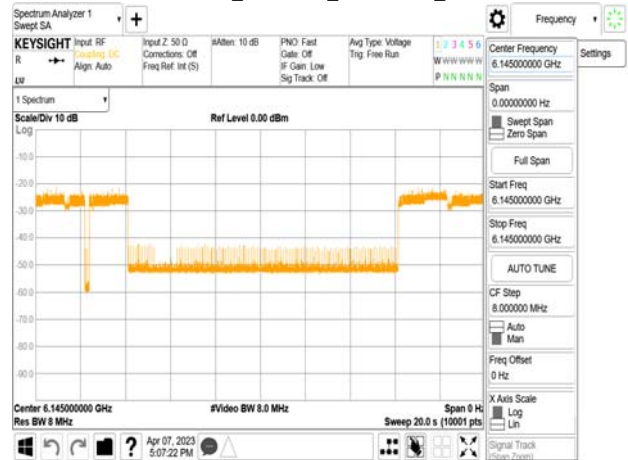 Spectrum Analyzer 1
Swept SA
Frequency
KEYSIGHT
R
LXI
Input: RF
Coupling: DC
Align: Auto
Input Z: 50 Ω
Corrections: Off
Freq Ref: Int (S)
#Atten: 10 dB
PNO: Fast
Gate: Off
IF Gain: Low
Sig Track: Off
Avg Type: Voltage
Trig: Free Run
1 2 3 4 5 6
W W W W W W
P N N N N N
1 Spectrum
Scale/Div 10 dB
Ref Level 0.00 dBm
Log
-10.0
-20.0
-30.0
-40.0
-50.0
-60.0
-70.0
-80.0
-90.0
Center 6.145000000 GHz
#Video BW 8.0 MHz
Span 0 Hz
Res BW 8 MHz
Sweep 20.0 s (10001 pts
Apr 07, 2023
5:07:22 PM
Center Frequency
6.145000000 GHz
Settings
Span
0.00000000 Hz
Swept Span
Zero Span
Full Span
Start Freq
6.145000000 GHz
Stop Freq
6.145000000 GHz
AUTO TUNE
CF Step
8.000000 MHz
Auto
Man
Freq Offset
0 Hz
X Axis Scale
Log
Lin
Signal Track
(Span Zoom)